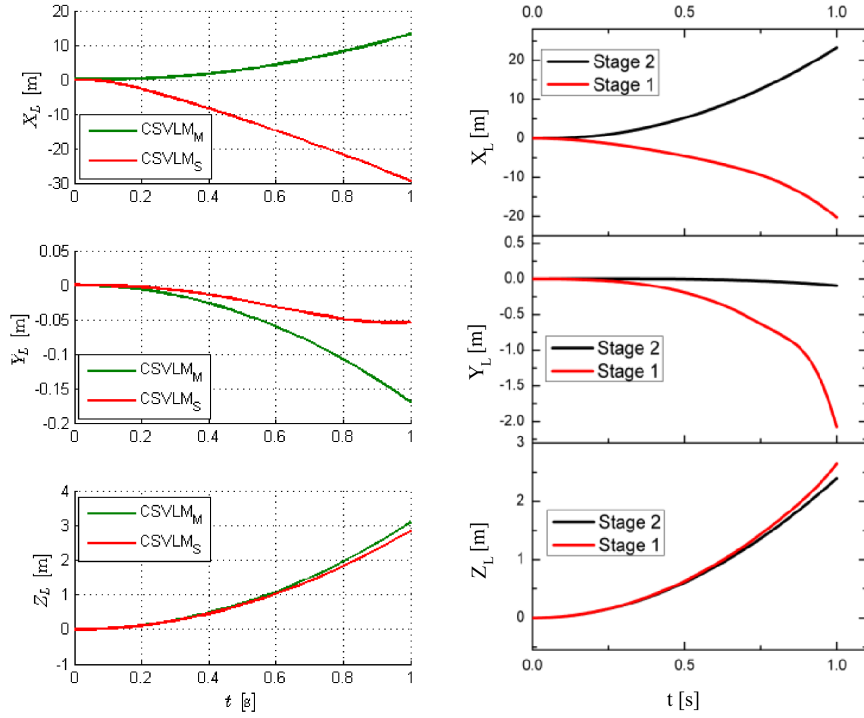 20
10
0
-10
-20
-30
X_L [m]
CSVLM_M
CSVLM_S
0 0.2 0.4 0.6 0.8 1
0.05
0
-0.05
-0.1
-0.15
-0.2
Y_L [m]
CSVLM_M
CSVLM_S
0 0.2 0.4 0.6 0.8 1
4
3
2
1
0
-1
Z_L [m]
CSVLM_M
CSVLM_S
0 0.2 0.4 0.6 0.8 1
t [s]
0.0 0.5 1.0
20
10
0
-10
-20
X_L [m]
Stage 2
Stage 1
0.5
0.0
-0.5
-1.0
-1.5
-2.0
Y_L [m]
Stage 2
Stage 1
3
2
1
0
Z_L [m]
Stage 2
Stage 1
0.0 0.5 1.0
t [s]